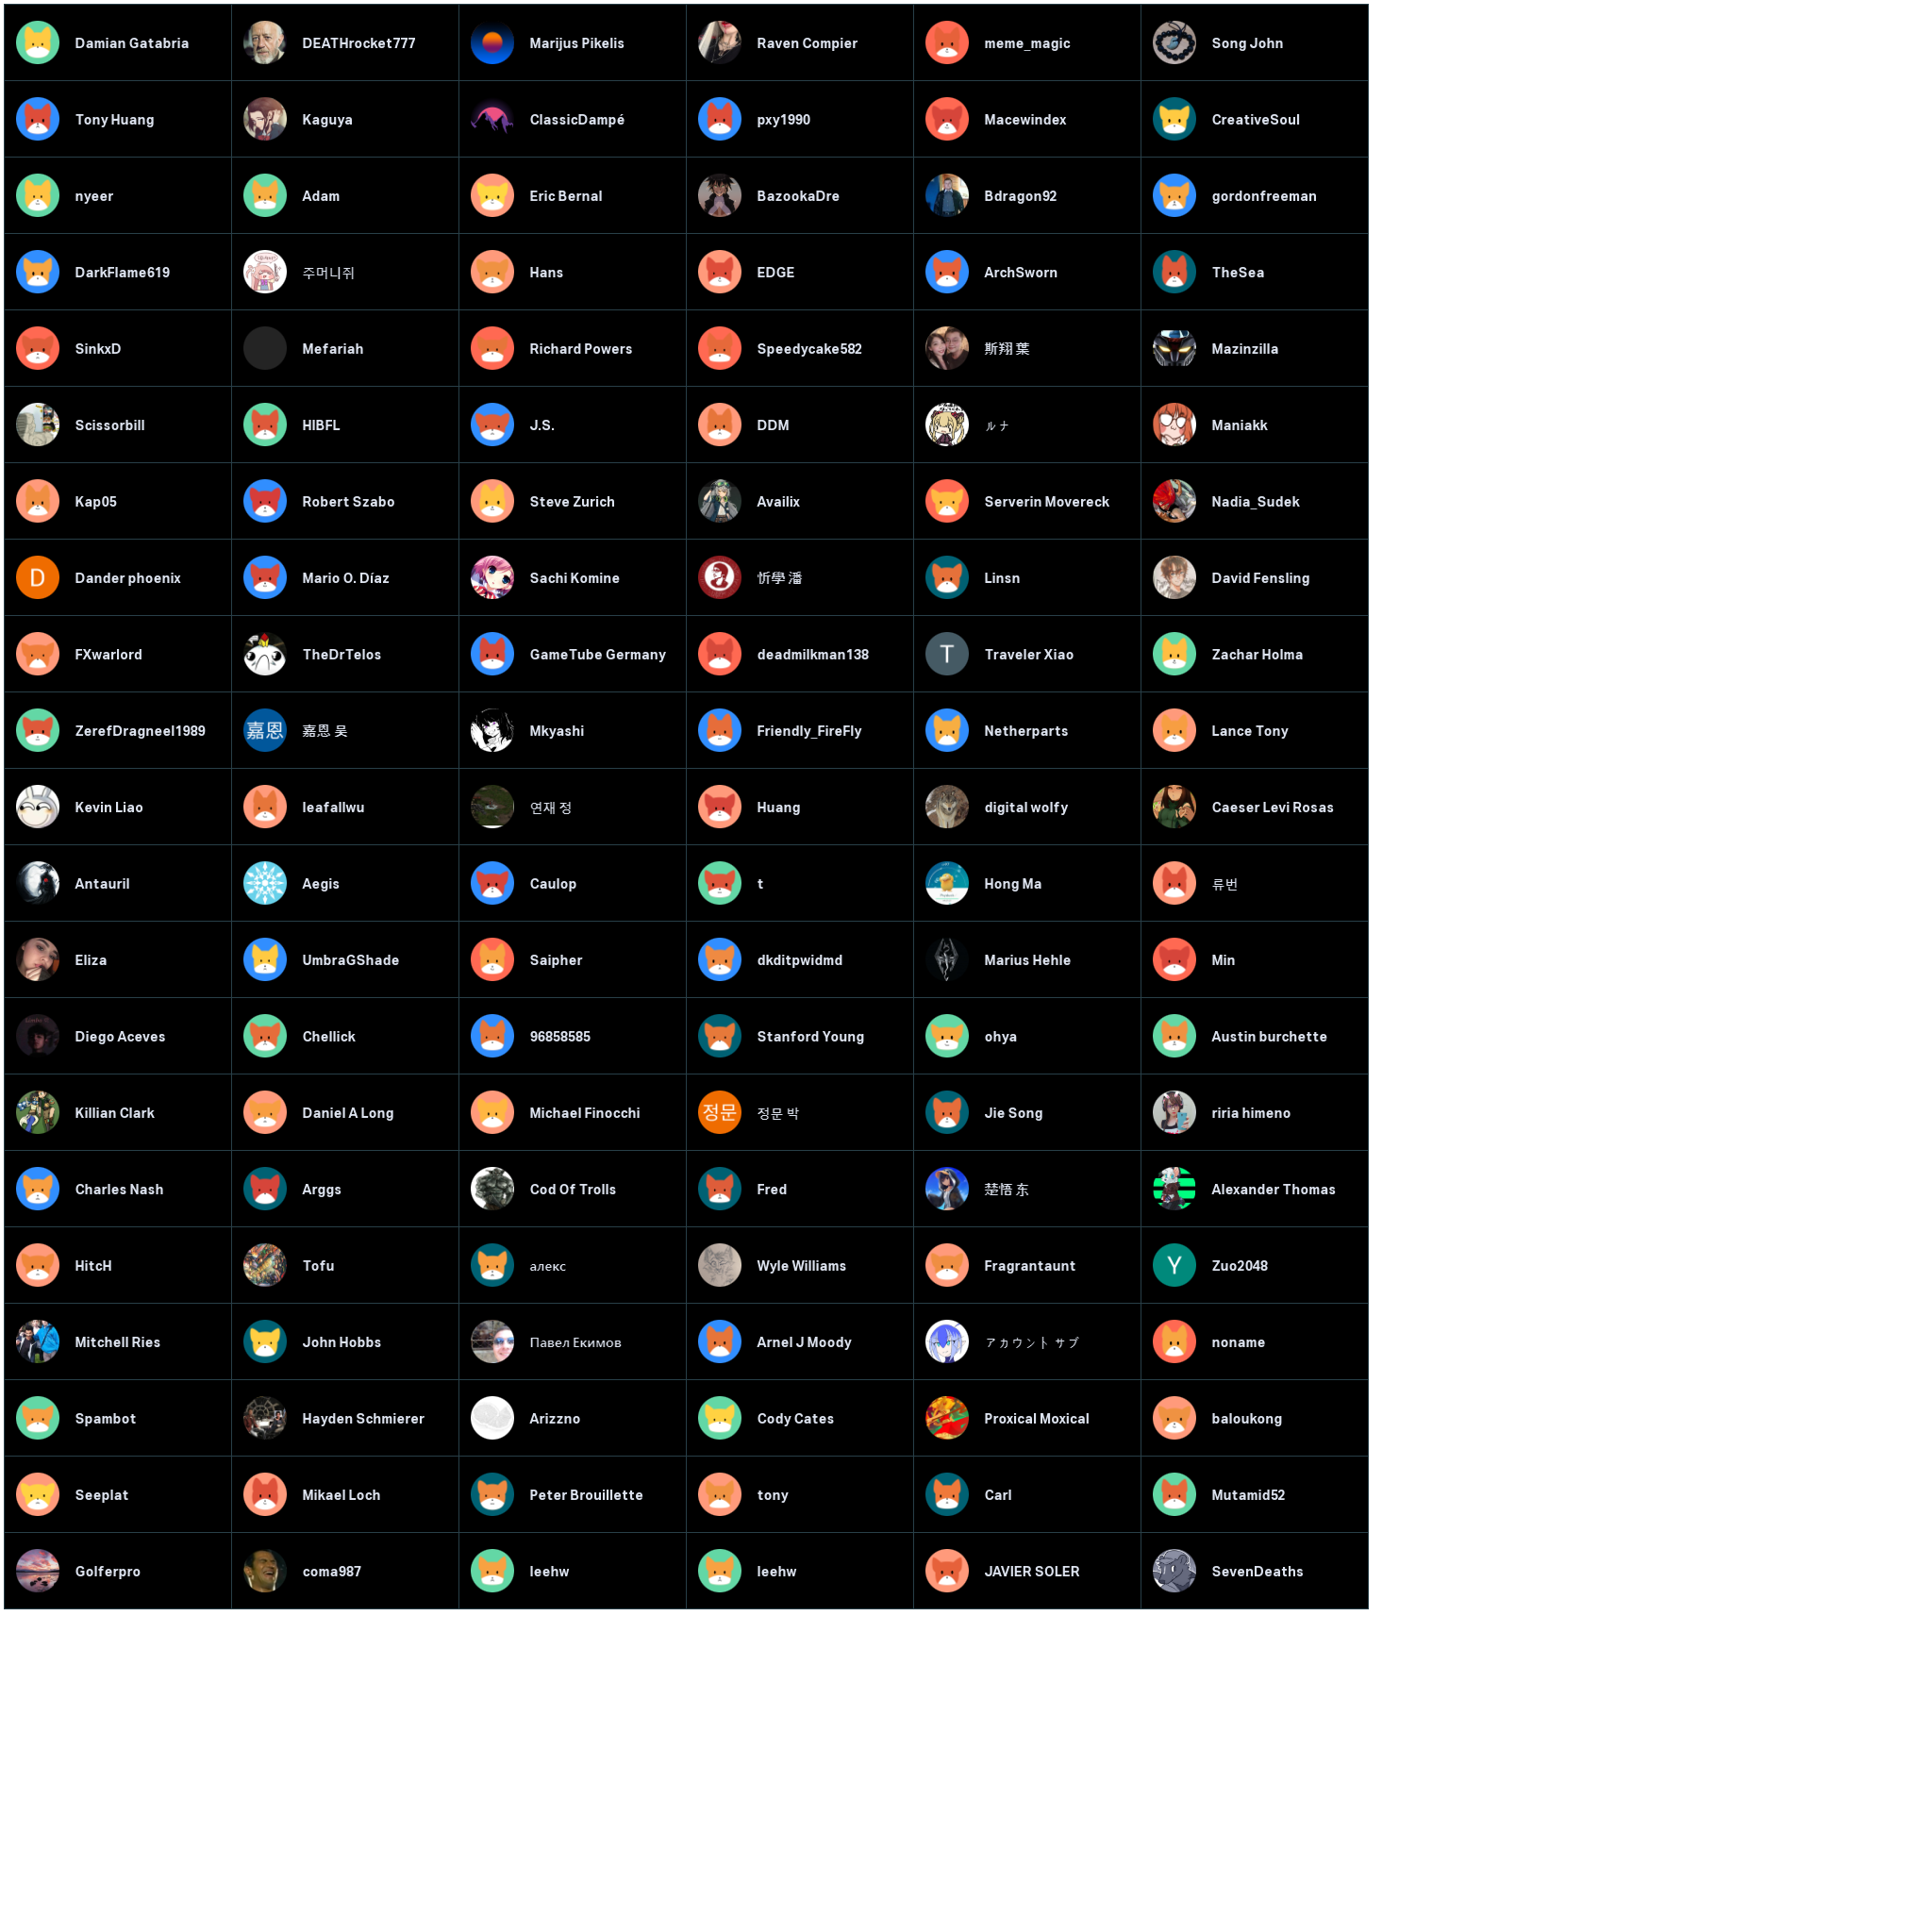 Damian Gatabria
DEATHrocket777
Marijus Pikelis
Raven Compier
meme_magic
Song John
Tony Huang
Kaguya
ClassicDampé
pxy1990
Macewindex
CreativeSoul
nyeer
Adam
Eric Bernal
BazookaDre
Bdragon92
gordonfreeman
DarkFlame619
주머니쥐
Hans
EDGE
ArchSworn
TheSea
SinkxD
Mefariah
Richard Powers
Speedycake582
斯翔 葉
Mazinzilla
Scissorbill
HIBFL
J.S.
DDM
ルナ
Maniakk
Kap05
Robert Szabo
Steve Zurich
Availix
Serverin Movereck
Nadia_Sudek
D
Dander phoenix
Mario O. Díaz
Sachi Komine
忻學 潘
Linsn
David Fensling
FXwarlord
TheDrTelos
GameTube Germany
deadmilkman138
T
Traveler Xiao
Zachar Holma
ZerefDragneel1989
嘉恩
嘉恩 吴
Mkyashi
Friendly_FireFly
Netherparts
Lance Tony
Kevin Liao
leafallwu
연재 정
Huang
digital wolfy
Caeser Levi Rosas
Antauril
Aegis
Caulop
t
Hong Ma
류번
Eliza
UmbraGShade
Saipher
dkditpwidmd
Marius Hehle
Min
Diego Aceves
Chellick
96858585
Stanford Young
ohya
Austin burchette
Killian Clark
Daniel A Long
Michael Finocchi
정문
정문 박
Jie Song
riria himeno
Charles Nash
Arggs
Cod Of Trolls
Fred
楚悟 东
Alexander Thomas
HitcH
Tofu
алекс
Wyle Williams
Fragrantaunt
Y
Zuo2048
Mitchell Ries
John Hobbs
Павел Екимов
Arnel J Moody
アカウント サブ
noname
Spambot
Hayden Schmierer
Arizzno
Cody Cates
Proxical Moxical
baloukong
Seeplat
Mikael Loch
Peter Brouillette
tony
Carl
Mutamid52
Golferpro
coma987
leehw
leehw
JAVIER SOLER
SevenDeaths